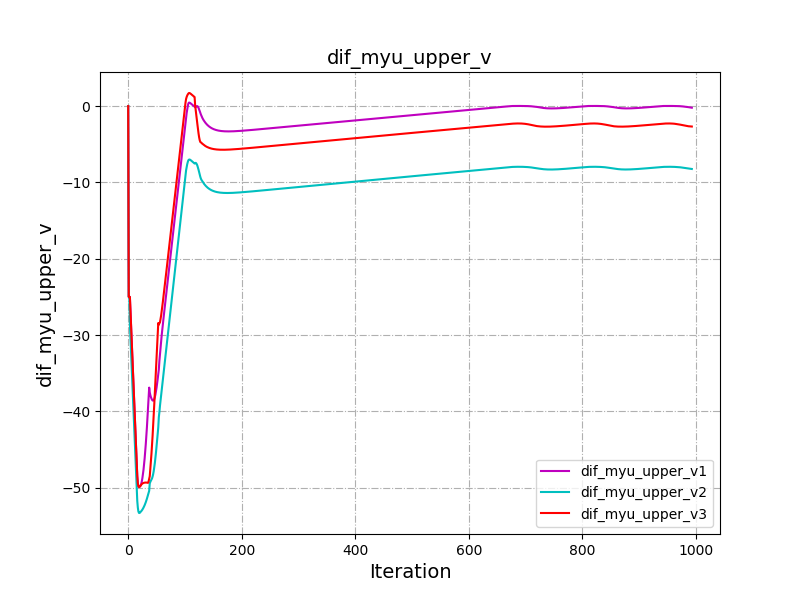 dif_myu_upper_v
dif_myu_upper_v
0
−10
−20
−30
−40
−50
0
200
400
600
800
1000
Iteration
dif_myu_upper_v1
dif_myu_upper_v2
dif_myu_upper_v3